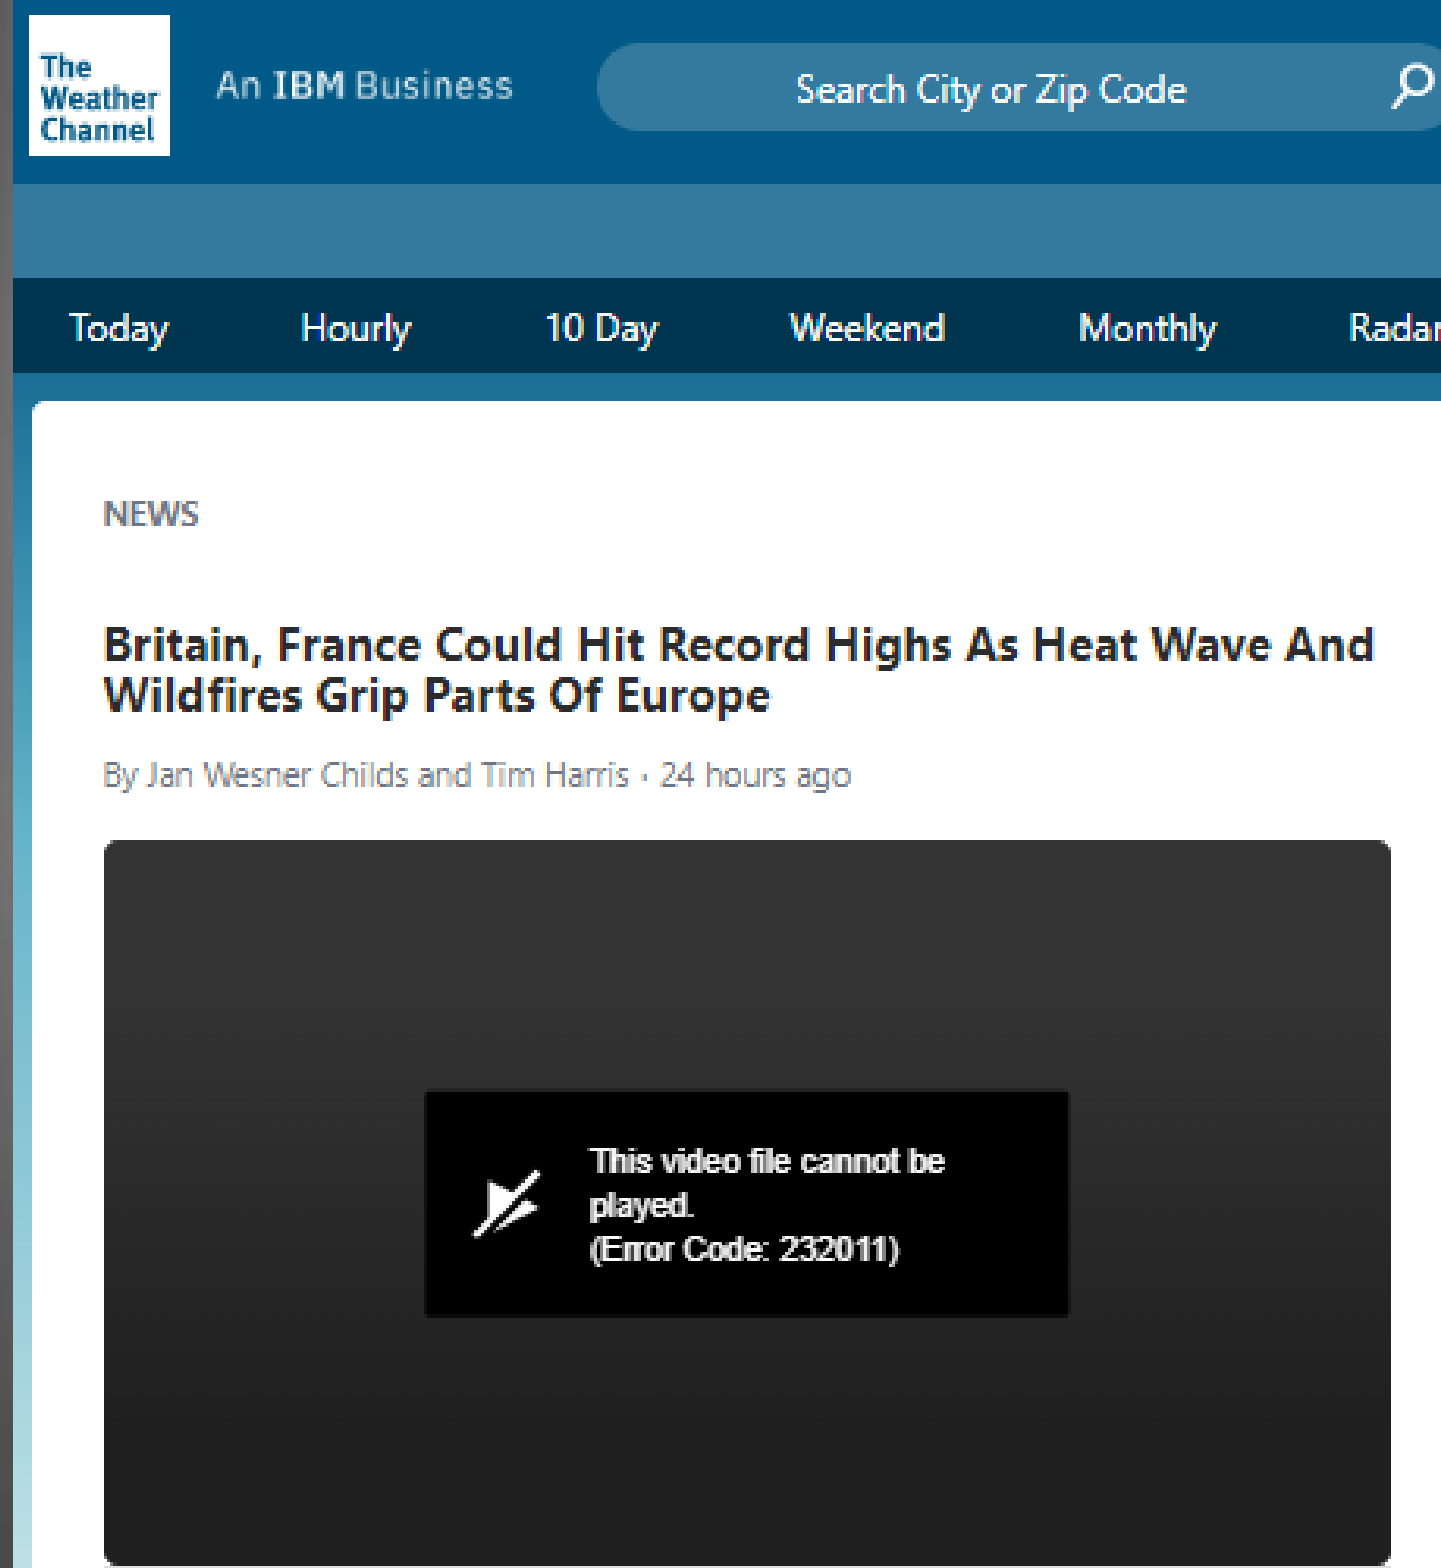 The
Weather
Channel
An IBM Business
Search City or Zip Code
Today Hourly 10 Day Weekend Monthly Radar
NEWS
Britain, France Could Hit Record Highs As Heat Wave And
Wildfires Grip Parts Of Europe
By Jan Wesner Childs and Tim Harris · 24 hours ago
This video file cannot be
played.
(Error Code: 232011)